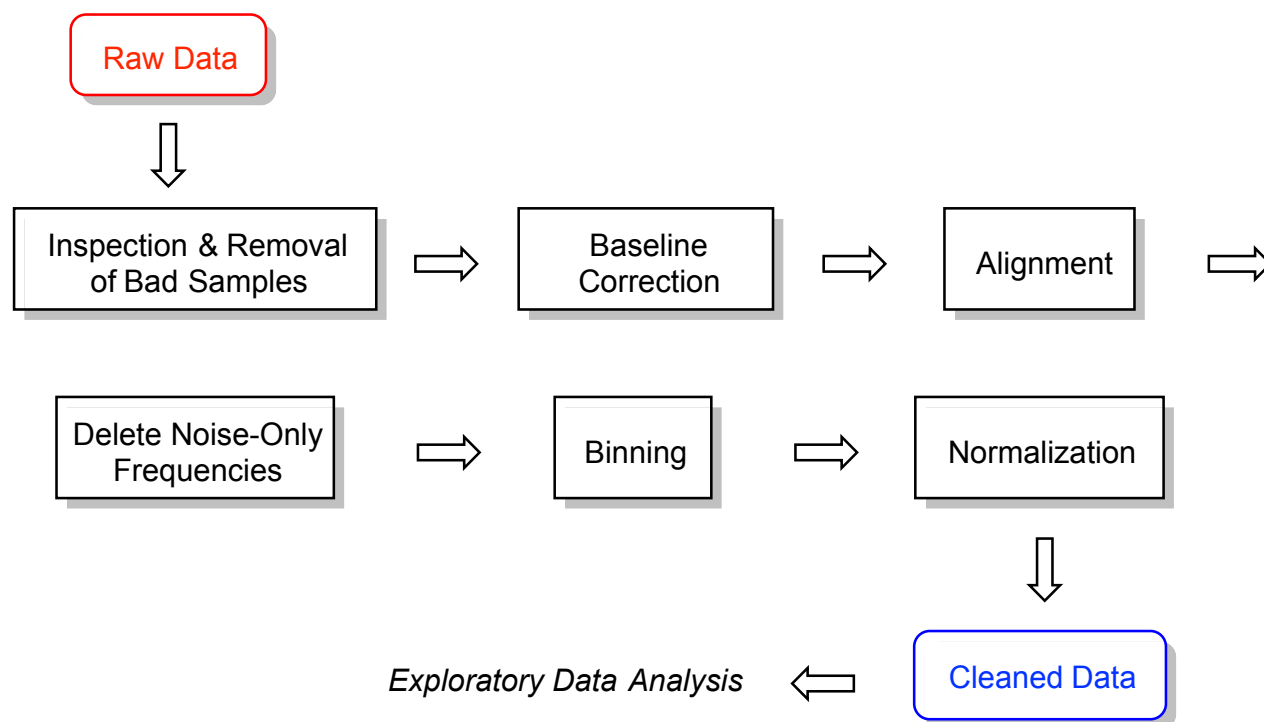 Raw Data
Inspection & Removal
of Bad Samples
Baseline
Correction
Alignment
Delete Noise-Only
Frequencies
Binning
Normalization
Exploratory Data Analysis
Cleaned Data